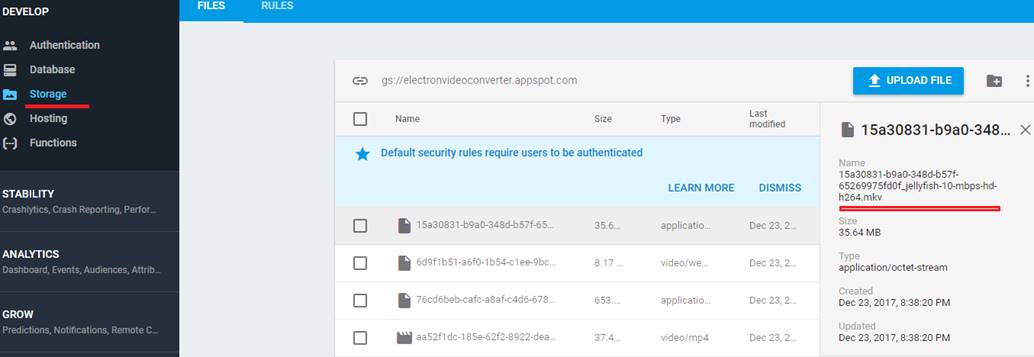 DEVELOP
Authentication
Database
Storage
Hosting
Functions
STABILITY
Crashlytics, Crash Reporting, Perfor...
ANALYTICS
Dashboard, Events, Audiences, Attrib...
GROW
Predictions, Notifications, Remote C...
FILES RULES
gs://electronvideoconverter.appspot.com
UPLOAD FILE
Name Size Type Last modified
Default security rules require users to be authenticated
LEARN MORE DISMISS
15a30831-b9a0-348d-b57f-65... 35.6... applicatio... Dec 23, 2...
6d9f1b51-a6f0-1b54-c1ee-9bc... 8.17 ... video/we... Dec 23, 2...
76cd6beb-cafc-a8af-c4d6-678... 653.... applicatio... Dec 23, 2...
aa52f1dc-185e-62f2-8922-dea... 37.4... video/mp4 Dec 23, 2...
15a30831-b9a0-348...
Name
15a30831-b9a0-348d-b57f-
65269975fd0f_jellyfish-10-mbps-hd-
h264.mkv
Size
35.64 MB
Type
application/octet-stream
Created
Dec 23, 2017, 8:38:20 PM
Updated
Dec 23, 2017, 8:38:20 PM